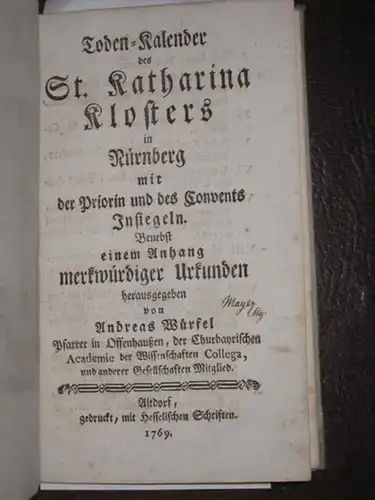 Toden-Kalender
des
St. Katharina
Klosters
in
Nürnberg
mit
der Priorin und des Convents
Insiegeln.
Benebst
einem Anhang
merkwürdiger Urkunden
herausgegeben
von
Andreas Würfel
Pfarrer in Offenhaußen, der Churbayrischen
Academie der Wissenschaften Collega,
und anderer Gesellschaften Mitglied.
Mayer
Altdorf,
gedruckt, mit Hesselischen Schriften.
1769.